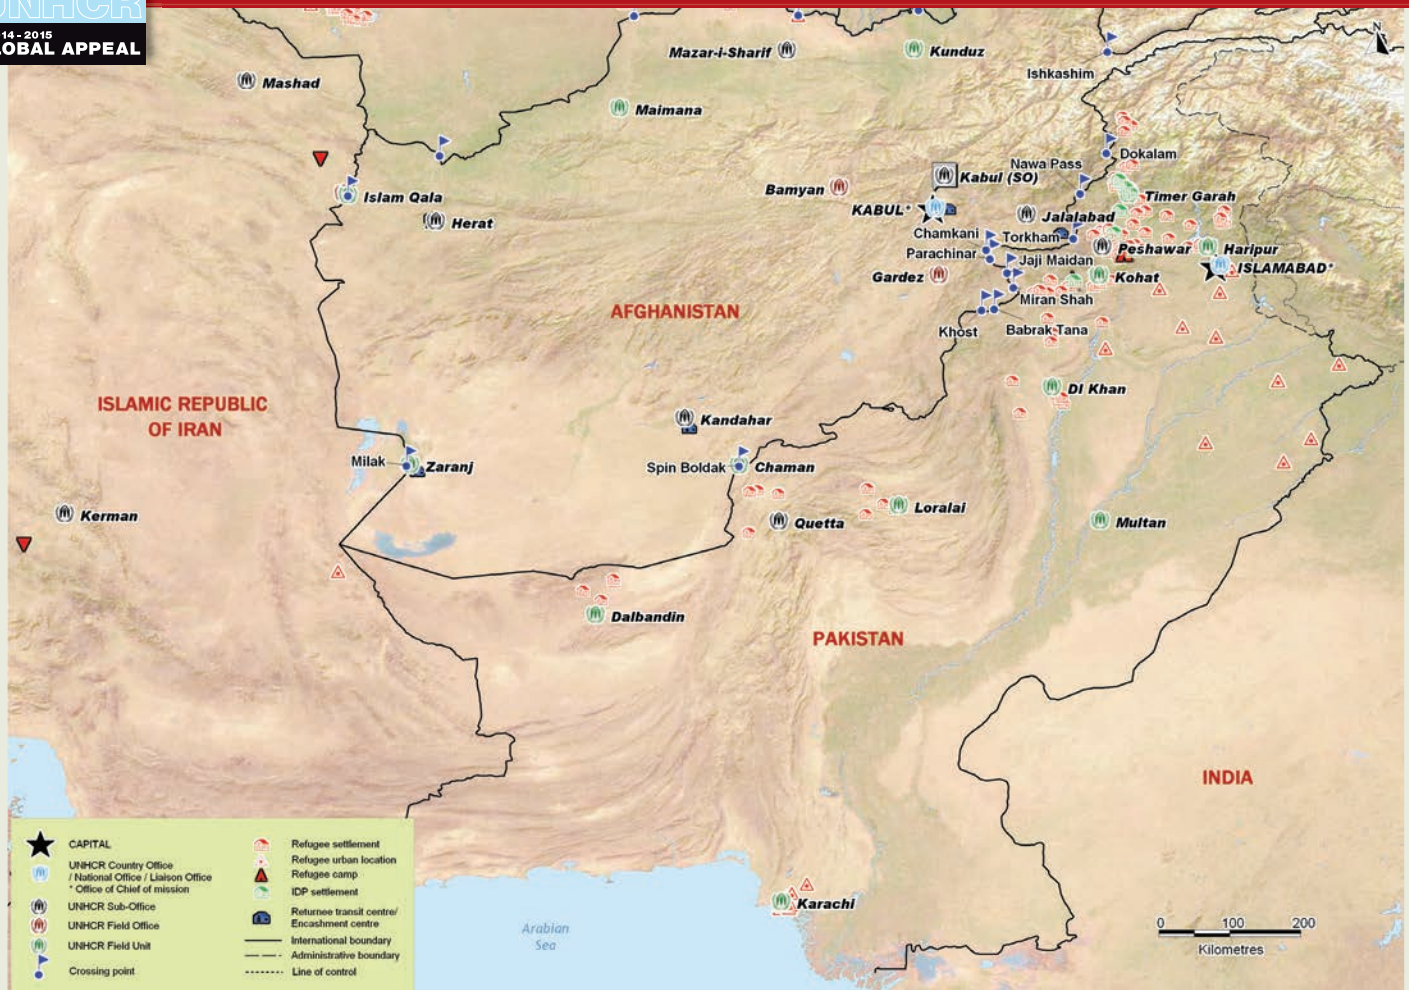 UNHCR
14 - 2015
LOBAL APPEAL
N
Mazar-i-Sharif
Kunduz
Ishkashim
Mashad
Maimana
Dokalam
Nawa Pass
Kabul (SO)
Bamyan
Timer Garah
Islam Qala
KABUL*
Jalalabad
Herat
Chamkani
Torkham
Parachinar
Peshawar
Haripur
Jaji Maidan
ISLAMABAD*
Gardez
Kohat
Miran Shah
AFGHANISTAN
Khost
Babrak Tana
DI Khan
ISLAMIC REPUBLIC
OF IRAN
Kandahar
Milak
Zaranj
Spin Boldak
Chaman
Kerman
Quetta
Loralai
Multan
Dalbandin
PAKISTAN
INDIA
Karachi
Arabian
Sea
0 100 200
Kilometres
CAPITAL
UNHCR Country Office
/ National Office / Liaison Office
* Office of Chief of mission
UNHCR Sub-Office
UNHCR Field Office
UNHCR Field Unit
Crossing point
Refugee settlement
Refugee urban location
Refugee camp
IDP settlement
Returnee transit centre/
Encashment centre
International boundary
Administrative boundary
Line of control